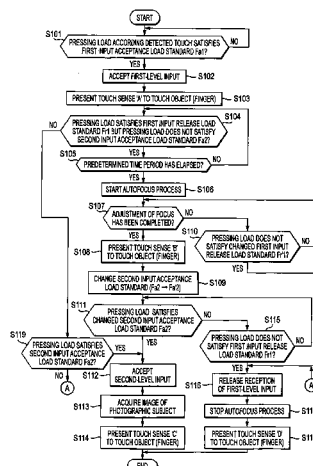 START
S101
PRESSING LOAD ACCORDING DETECTED TOUCH SATISFIES
FIRST INPUT ACCEPTANCE LOAD STANDARD Fa1?
NO
YES
S102
ACCEPT FIRST-LEVEL INPUT
S103
PRESENT TOUCH SENSE 'A' TO TOUCH OBJECT (FINGER)
S104
PRESSING LOAD SATISFIES FIRST INPUT RELEASE LOAD
STANDARD Fr1 BUT PRESSING LOAD DOES NOT SATISFY
SECOND INPUT ACCEPTANCE LOAD STANDARD Fa2?
NO
YES
S105
PREDETERMINED TIME PERIOD HAS ELAPSED?
NO
YES
START AUTOFOCUS PROCESS
S106
S107
ADJUSTMENT OF FOCUS
HAS BEEN COMPLETED?
NO
YES
S110
PRESSING LOAD DOES NOT
SATISFY CHANGED FIRST INPUT
RELEASE LOAD STANDARD Fr1?
NO
YES
S108
PRESENT TOUCH SENSE 'B'
TO TOUCH OBJECT (FINGER)
CHANGE SECOND INPUT ACCEPTANCE
LOAD STANDARD
S109
S111
PRESSING LOAD SATISFIES
CHANGED SECOND INPUT ACCEPTANCE
LOAD STANDARD Fa2?
NO
YES
S115
PRESSING LOAD DOES NOT
SATISFY FIRST INPUT RELEASE
LOAD STANDARD Fr1?
NO
YES
S119
PRESSING LOAD SATISFIES
SECOND INPUT ACCEPTANCE
LOAD STANDARD Fa2?
YES
NO
A
S112
ACCEPT
SECOND-LEVEL INPUT
S116
RELEASE RECEPTION
OF FIRST-LEVEL INPUT
A
S113
ACQUIRE IMAGE OF
PHOTOGRAPHIC SUBJECT
STOP AUTOFOCUS PROCESS
S114
PRESENT TOUCH SENSE 'C'
TO TOUCH OBJECT (FINGER)
PRESENT TOUCH SENSE 'D'
TO TOUCH OBJECT (FINGER)
END